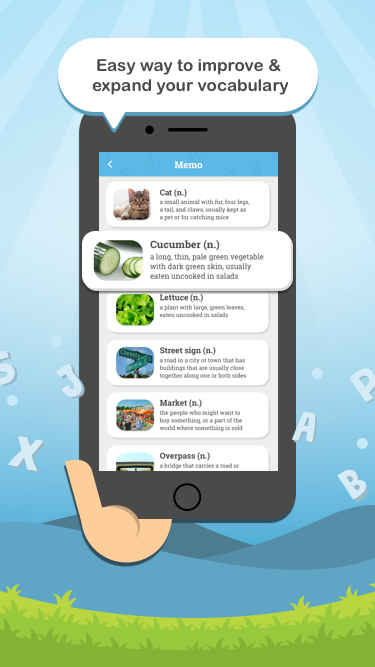 Easy way to improve &
expand your vocabulary
Memo
Cat (n.)
a small animal with fur, four legs,
a tail, and claws, usually kept as
a pet or for catching mice
Cucumber (n.)
a long, thin, pale green vegetable
with dark green skin, usually
eaten uncooked in salads
Lettuce (n.)
a plant with large, green leaves,
eaten uncooked in salads
Street sign (n.)
a road in a city or town that has
buildings that are usually close
together along one or both sides
Market (n.)
the people who might want to
buy something, or a part of the
world where something is sold
Overpass (n.)
a bridge that carries a road or
S
J
X
P
A
B